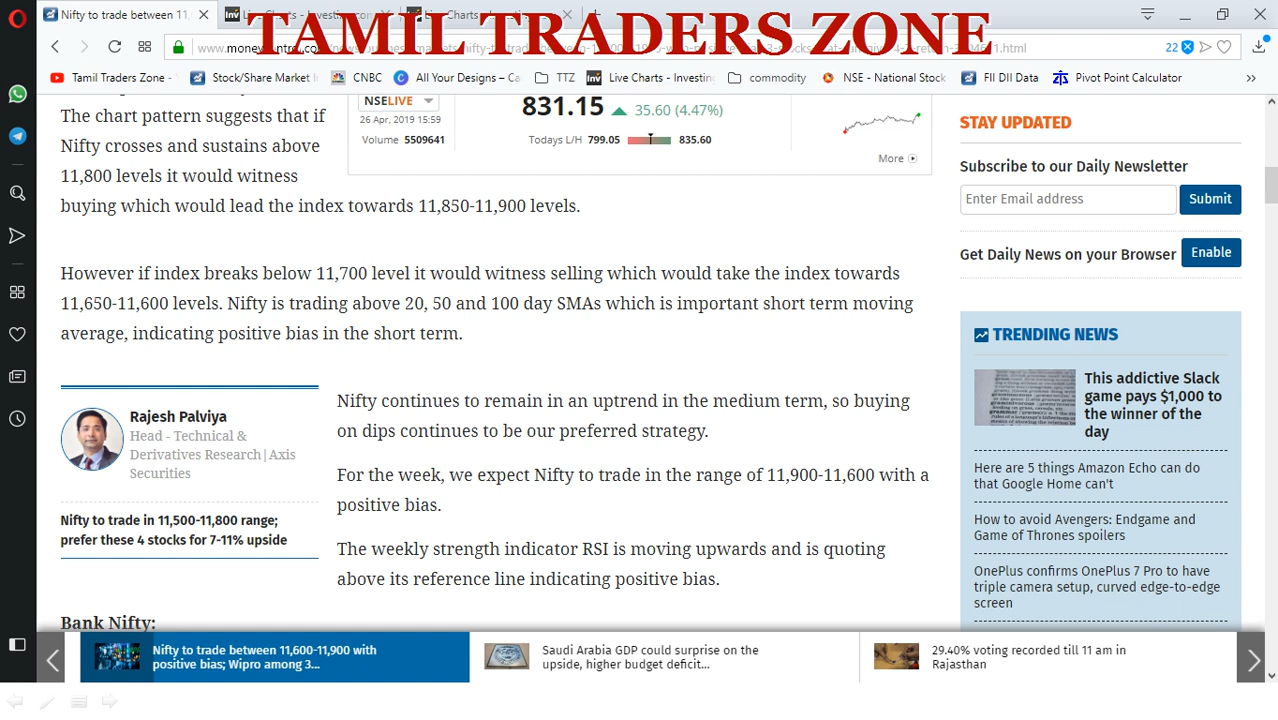 TAMIL TRADERS ZONE
Nifty to trade between 11,
22
Tamil Traders Zone -
Stock/Share Market I
CNBC
All Your Designs – Ca
TTZ
Live Charts - Investing
commodity
NSE - National Stock
FII DII Data
Pivot Point Calculator
The chart pattern suggests that if
Nifty crosses and sustains above
11,800 levels it would witness
buying which would lead the index towards 11,850-11,900 levels.
NSELIVE
26 Apr, 2019 15:59
Volume 5509641
831.15 35.60 (4.47%)
Todays L/H 799.05 835.60
More
However if index breaks below 11,700 level it would witness selling which would take the index towards
11,650-11,600 levels. Nifty is trading above 20, 50 and 100 day SMAs which is important short term moving
average, indicating positive bias in the short term.
Rajesh Palviya
Head - Technical &
Derivatives Research|Axis
Securities
Nifty to trade in 11,500-11,800 range;
prefer these 4 stocks for 7-11% upside
Nifty continues to remain in an uptrend in the medium term, so buying
on dips continues to be our preferred strategy.
For the week, we expect Nifty to trade in the range of 11,900-11,600 with a
positive bias.
The weekly strength indicator RSI is moving upwards and is quoting
above its reference line indicating positive bias.
Bank Nifty:
STAY UPDATED
Subscribe to our Daily Newsletter
Enter Email address
Submit
Get Daily News on your Browser
Enable
TRENDING NEWS
This addictive Slack
game pays $1,000 to
the winner of the
day
Here are 5 things Amazon Echo can do
that Google Home can't
How to avoid Avengers: Endgame and
Game of Thrones spoilers
OnePlus confirms OnePlus 7 Pro to have
triple camera setup, curved edge-to-edge
screen
Nifty to trade between 11,600-11,900 with
positive bias; Wipro among 3...
Saudi Arabia GDP could surprise on the
upside, higher budget deficit...
29.40% voting recorded till 11 am in
Rajasthan